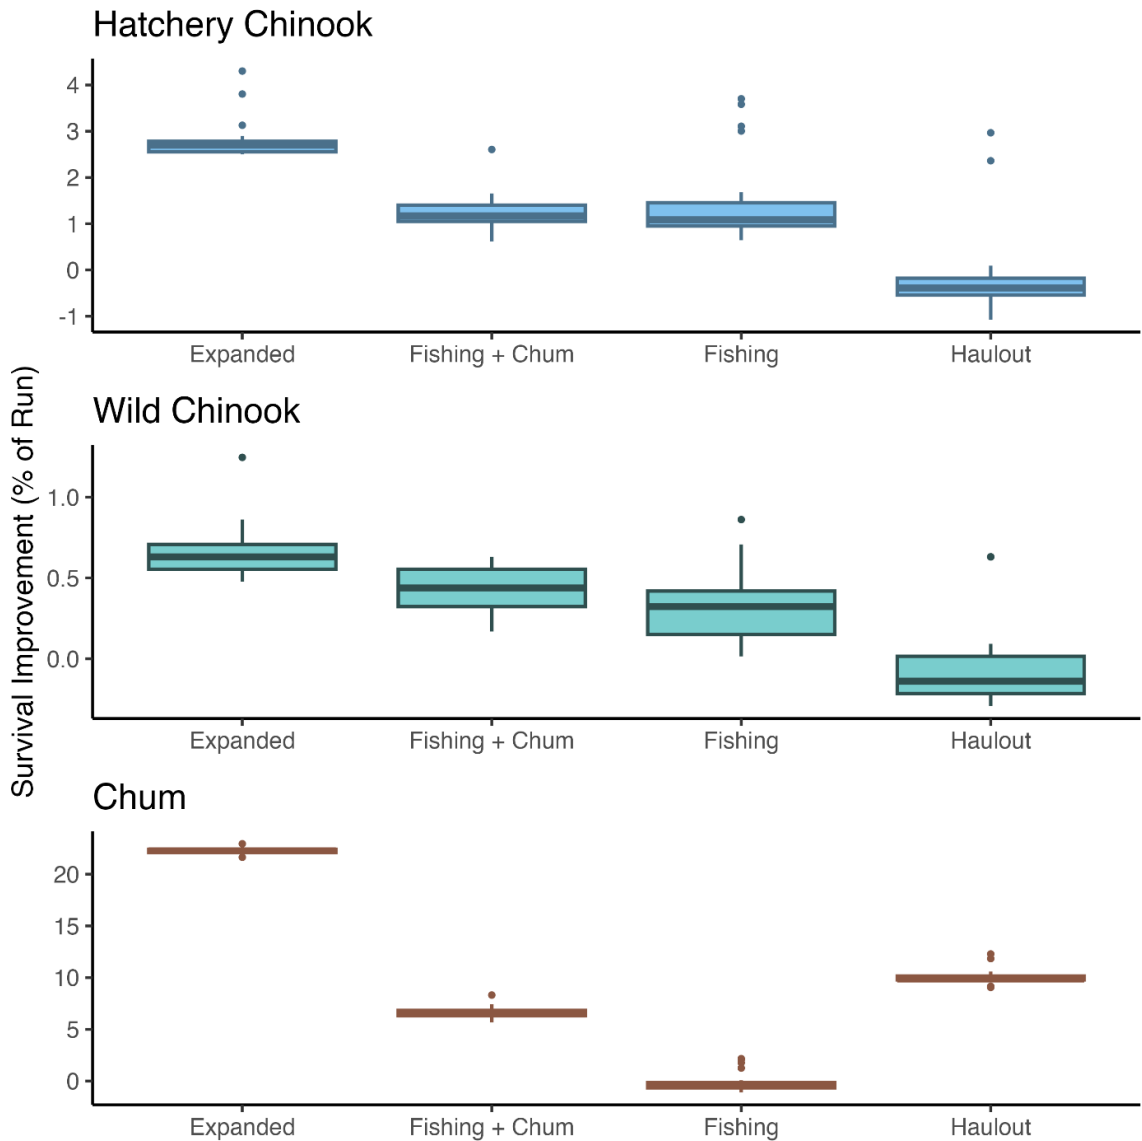 Hatchery Chinook
4
3
2
1
0
-1
Expanded Fishing + Chum Fishing Haulout
Survival Improvement (% of Run)
Wild Chinook
1.0
0.5
0.0
Expanded Fishing + Chum Fishing Haulout
Chum
20
15
10
5
0
Expanded Fishing + Chum Fishing Haulout